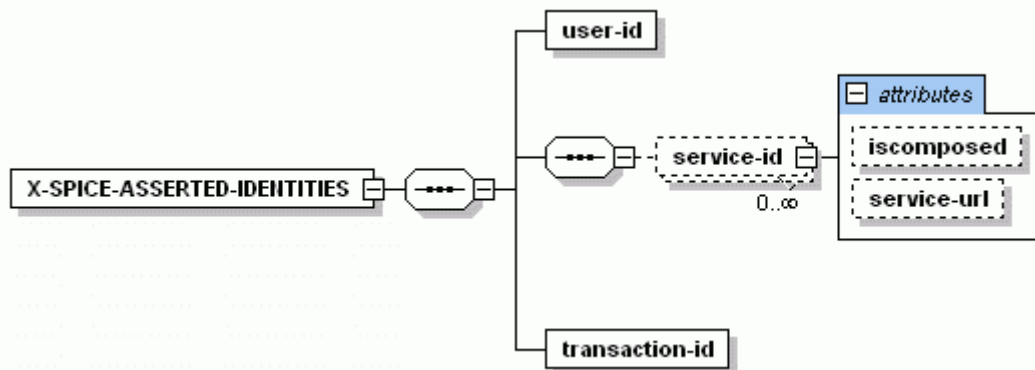 user-id
attributes
iscomposed
X-SPICE-ASSERTED-IDENTITIES
service-id
0..∞
service-url
transaction-id